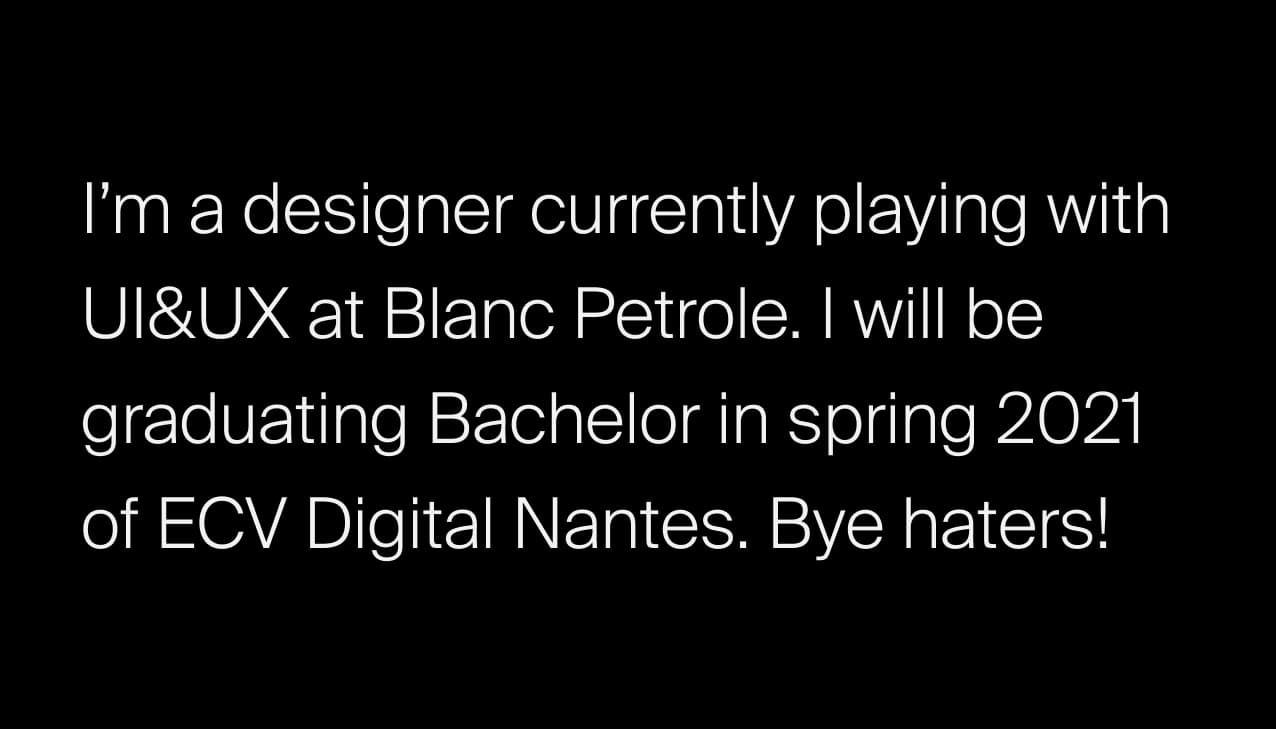 I’m a designer currently playing with
UI&UX at Blanc Petrole. I will be
graduating Bachelor in spring 2021
of ECV Digital Nantes. Bye haters!